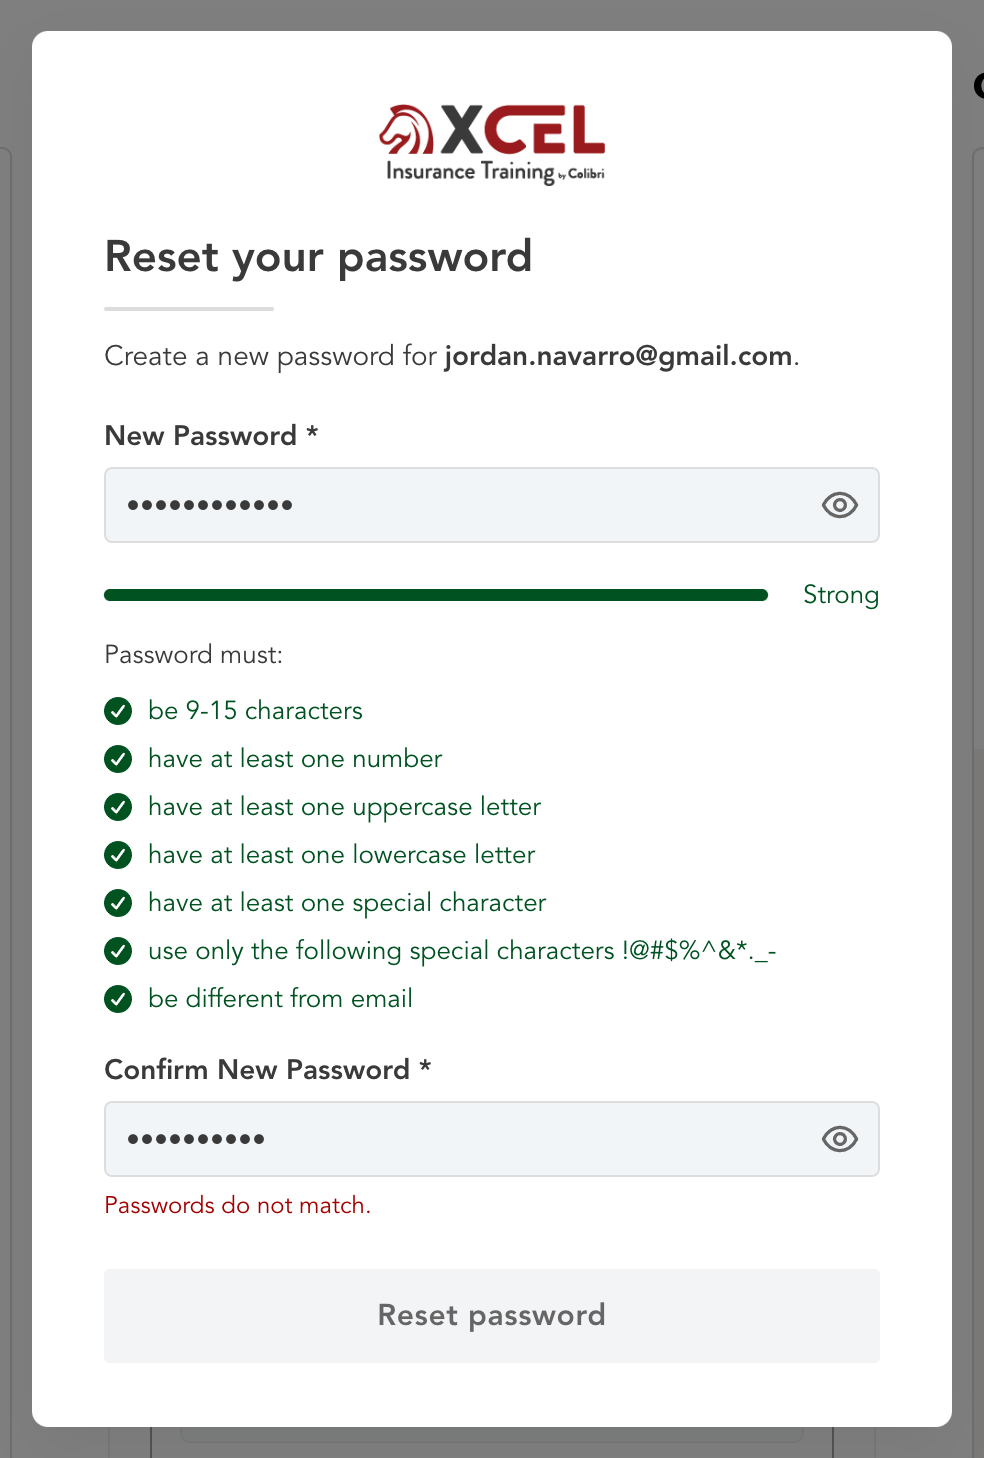 XCEL
Insurance Training by Colibri
Reset your password
Create a new password for jordan.navarro@gmail.com.
New Password *
••••••••••••
Strong
Password must:
be 9-15 characters
have at least one number
have at least one uppercase letter
have at least one lowercase letter
have at least one special character
use only the following special characters !@#$%^&*._-
be different from email
Confirm New Password *
••••••••••
Passwords do not match.
Reset password